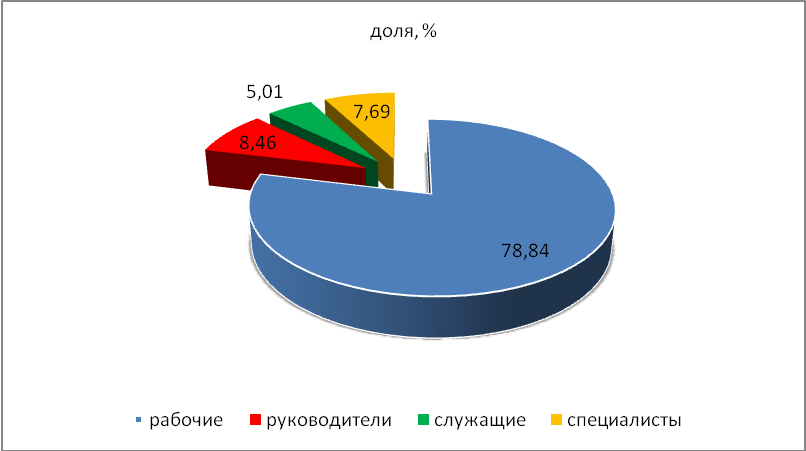 доля, %
5,01
7,69
8,46
78,84
рабочие руководители служащие специалисты